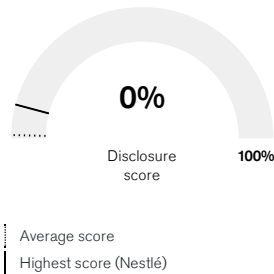 0%
Disclosure
score
100%
Average score
Highest score (Nestlé)